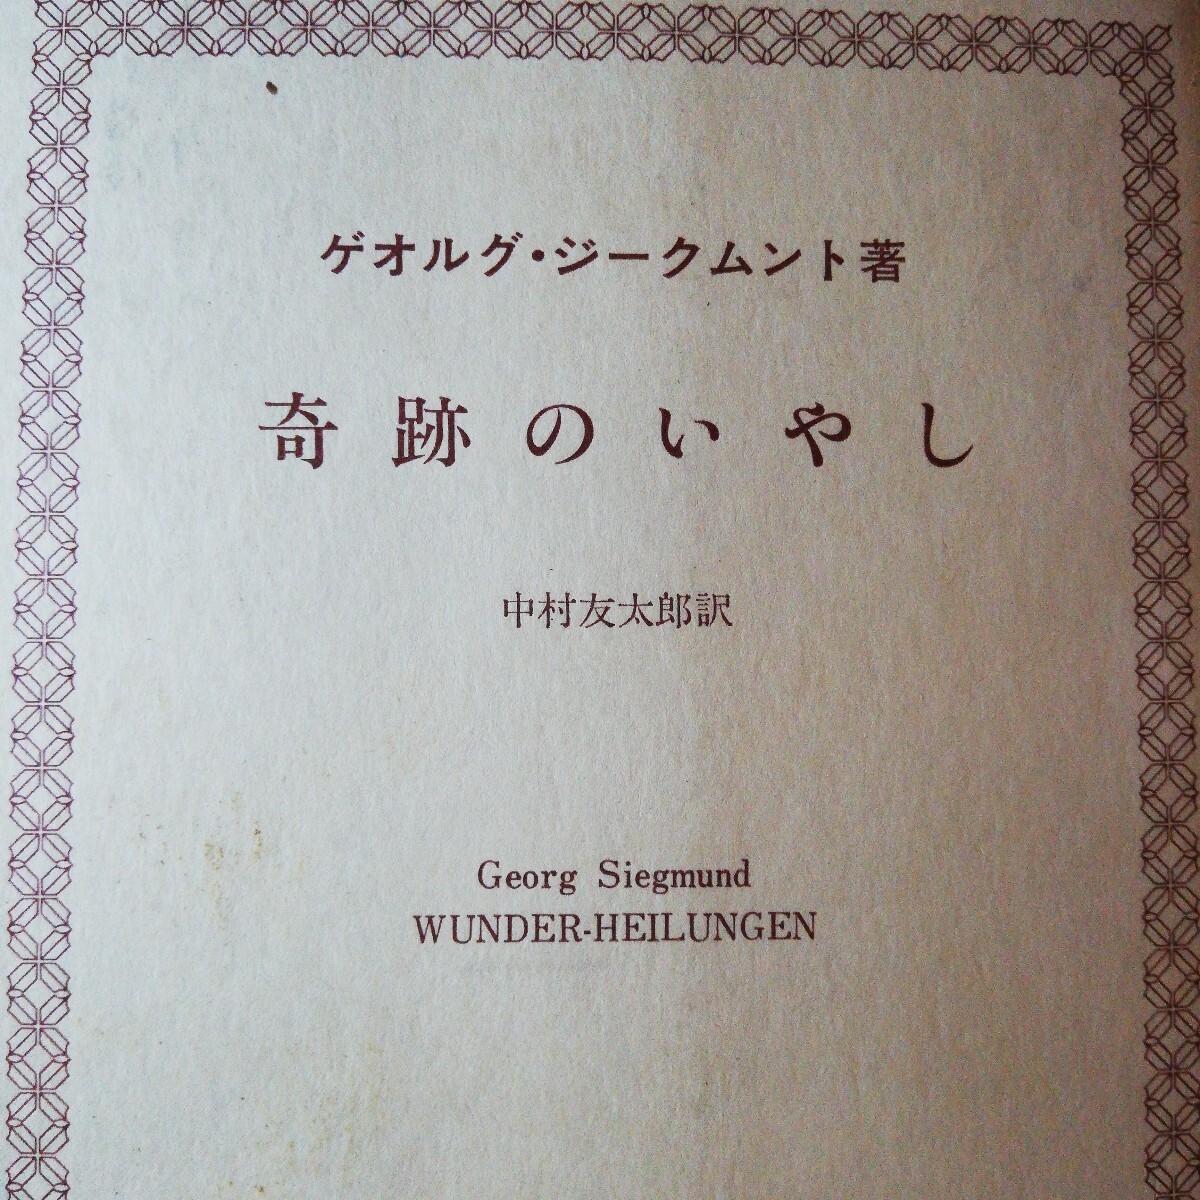 ゲオルグ・ジークムント著
奇跡のいやし
中村友太郎訳
Georg Siegmund
WUNDER-HEILUNGEN